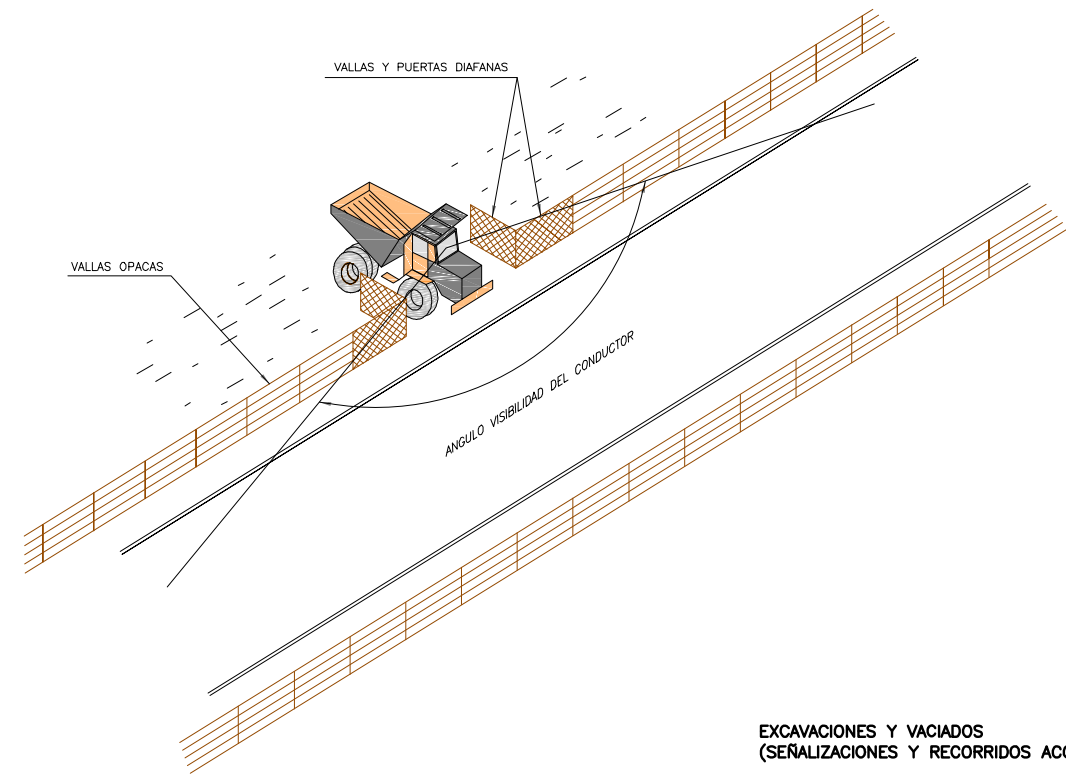 VALLAS Y PUERTAS DIAFANAS
VALLAS OPACAS
ANGULO VISIBILIDAD DEL CONDUCTOR
EXCAVACIONES Y VACIADOS
(SEÑALIZACIONES Y RECORRIDOS